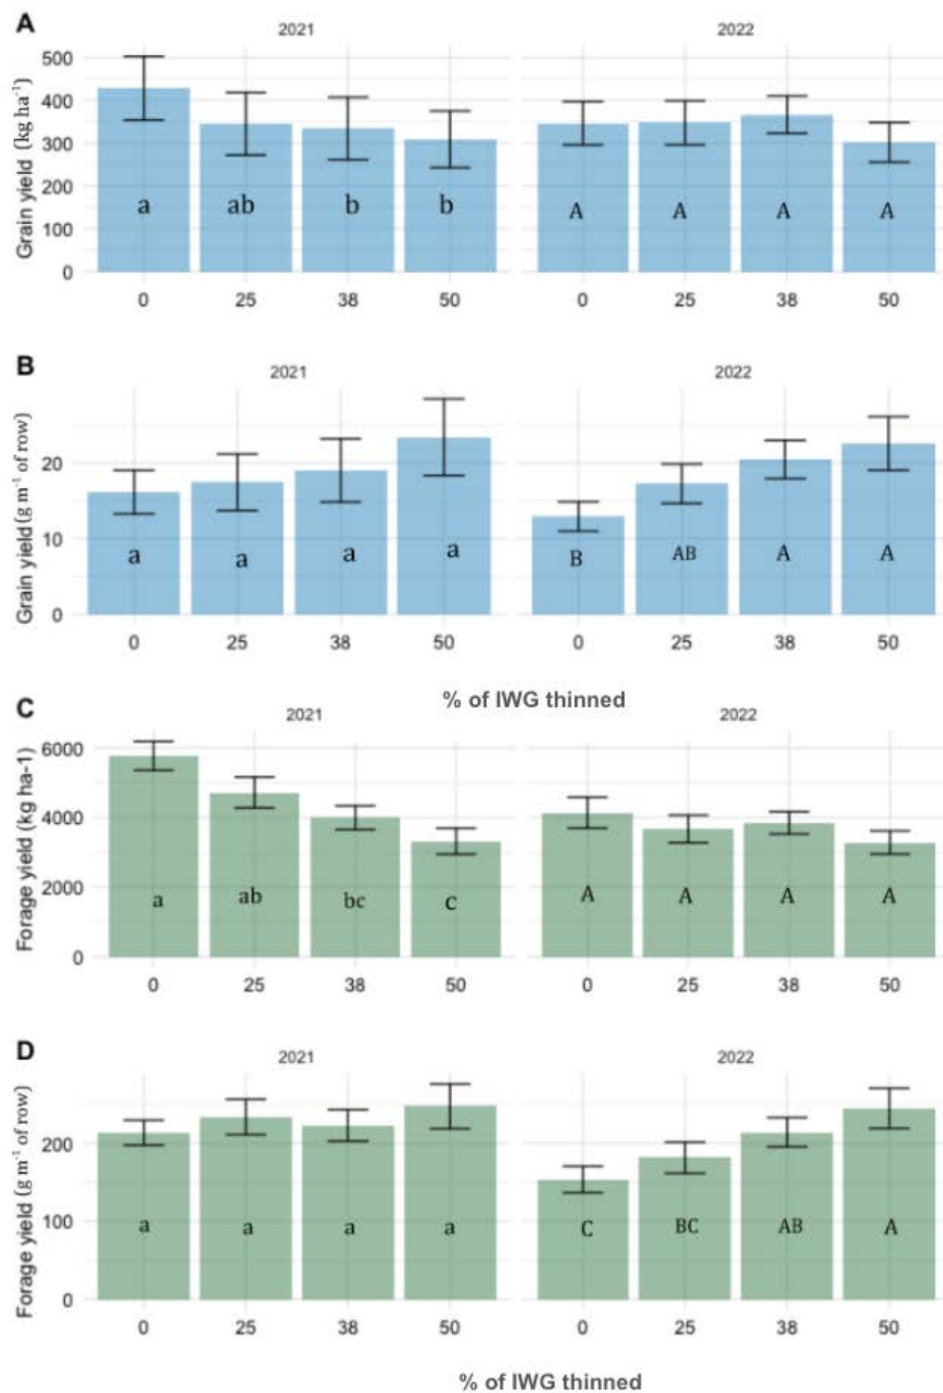 A
2021 2022
Grain yield (kg ha⁻¹)
500
400
300
200
100
0
a ab b b A A A A
0 25 38 50 0 25 38 50
B
2021 2022
Grain yield (g m⁻¹ of row)
20
10
0
a a a a B AB A A
0 25 38 50 0 25 38 50
% of IWG thinned
C
2021 2022
Forage yield (kg ha-1)
6000
4000
2000
0
a ab bc c A A A A
0 25 38 50 0 25 38 50
D
2021 2022
Forage yield (g m⁻¹ of row)
200
100
0
a a a a C BC AB A
0 25 38 50 0 25 38 50
% of IWG thinned